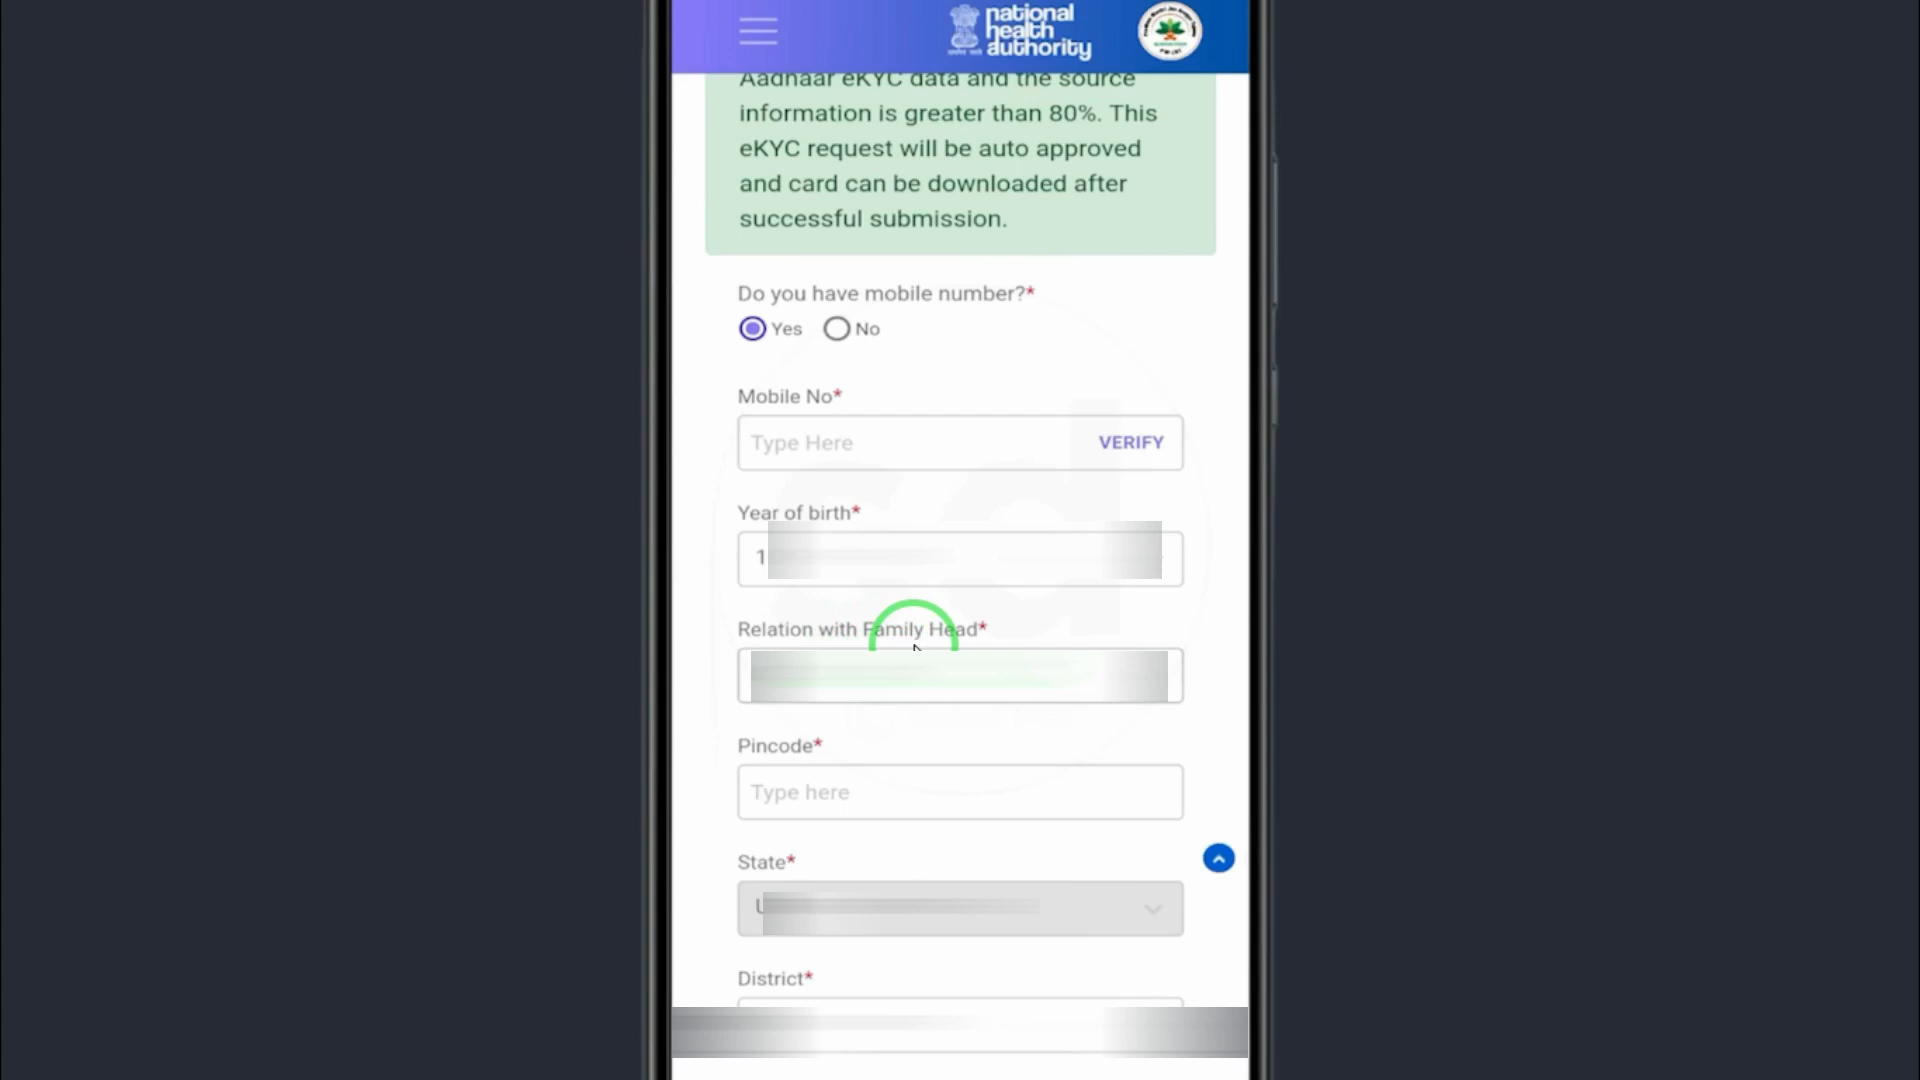 national
health
authority
Aadhaar eKYC data and the source
information is greater than 80%. This
eKYC request will be auto approved
and card can be downloaded after
successful submission.
Do you have mobile number?*
Yes No
Mobile No*
Type Here VERIFY
Year of birth*
1
Relation with Family Head*
Pincode*
Type here
State*
District*